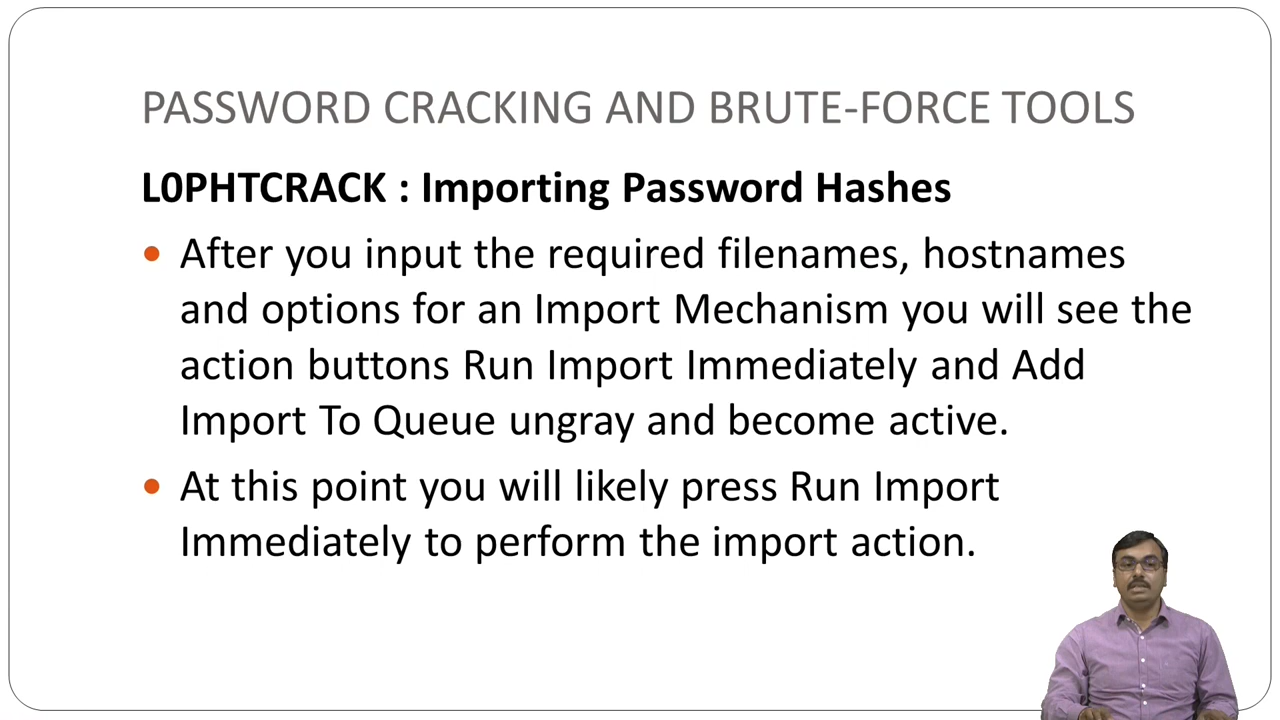 PASSWORD CRACKING AND BRUTE-FORCE TOOLS
L0PHTCRACK : Importing Password Hashes
• After you input the required filenames, hostnames
and options for an Import Mechanism you will see the
action buttons Run Import Immediately and Add
Import To Queue ungray and become active.
• At this point you will likely press Run Import
Immediately to perform the import action.